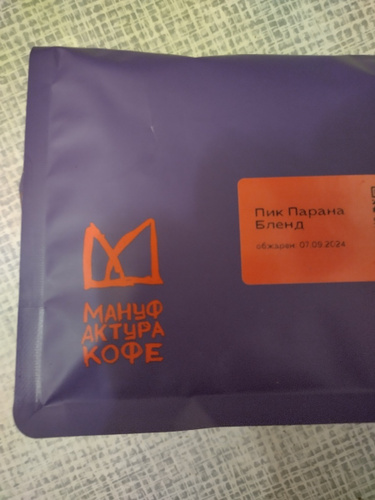 Пик Парана
Бленд
обжарен: 07.09.2024
МАНУФ
АКТУРА
КОФЕ